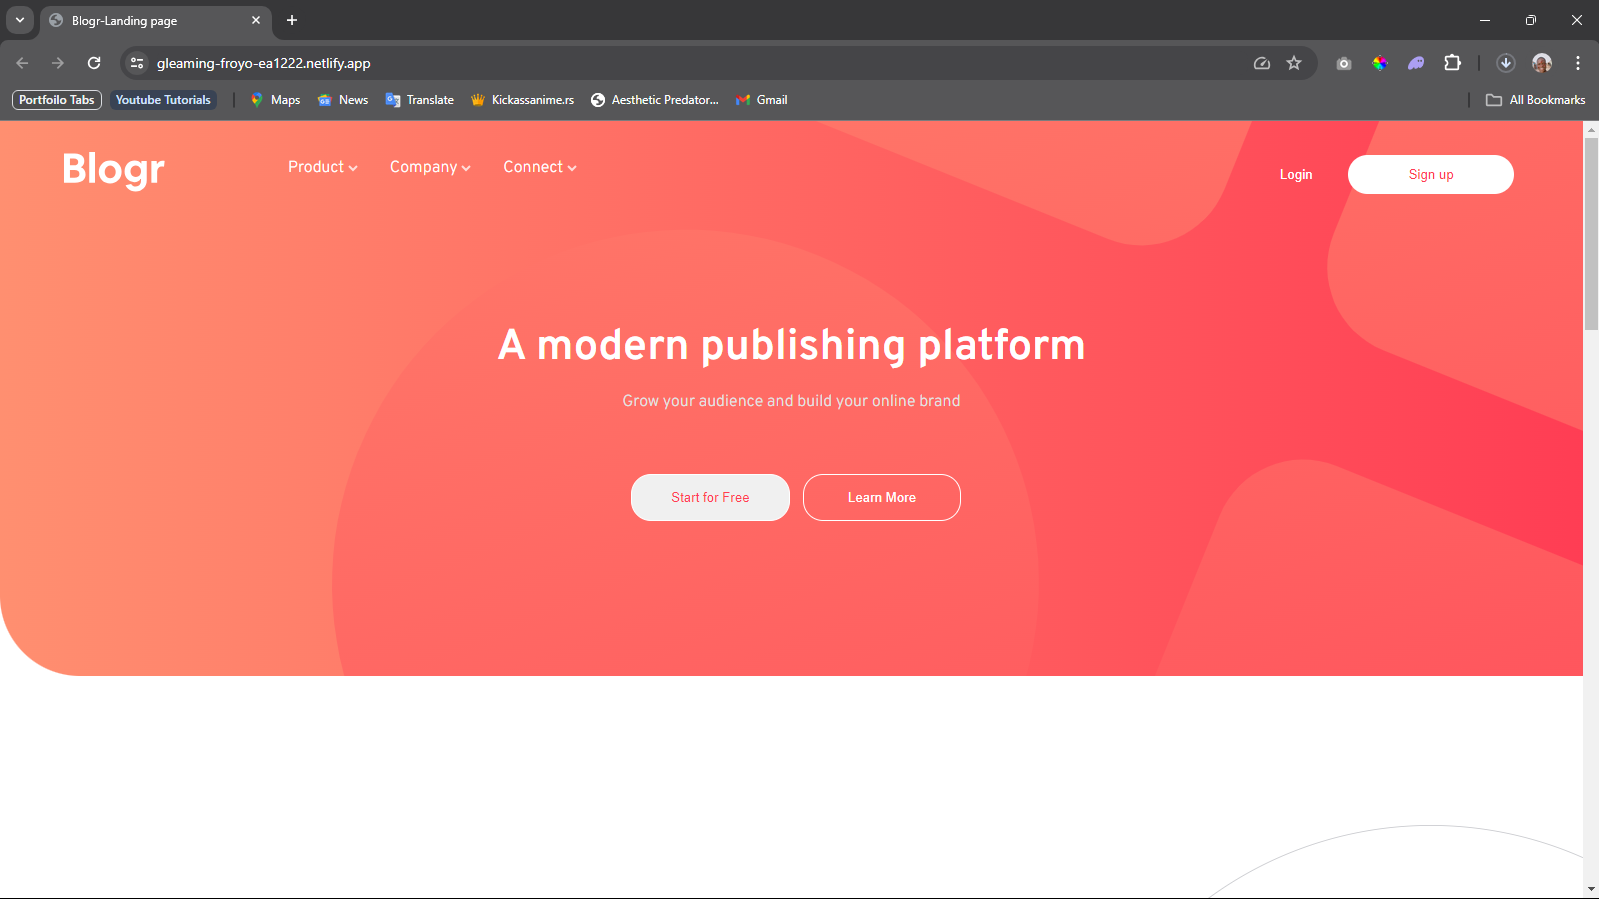 Blogr-Landing page
gleaming-froyo-ea1222.netlify.app
Portfoilo Tabs
Youtube Tutorials
Maps
News
Translate
Kickassanime.rs
Aesthetic Predator...
Gmail
All Bookmarks
Blogr
Product
Company
Connect
Login
Sign up
A modern publishing platform
Grow your audience and build your online brand
Start for Free
Learn More